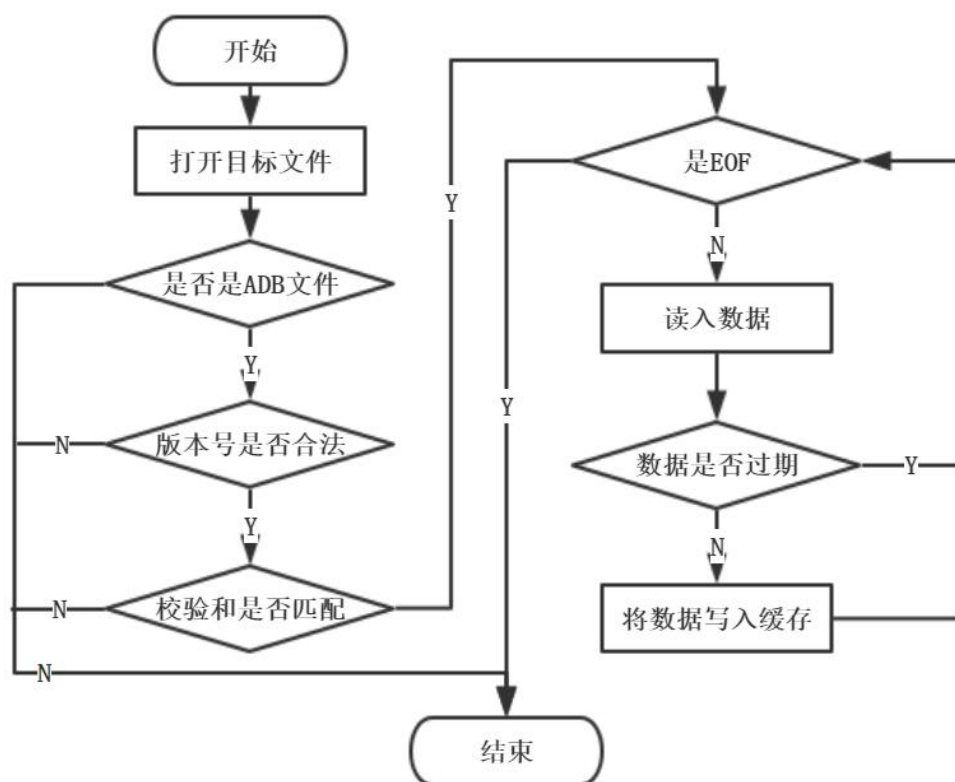 开始
打开目标文件
是否是ADB文件
Y
版本号是否合法
N
Y
校验和是否匹配
N
N
Y
是EOF
Y
N
读入数据
数据是否过期
Y
N
将数据写入缓存
结束